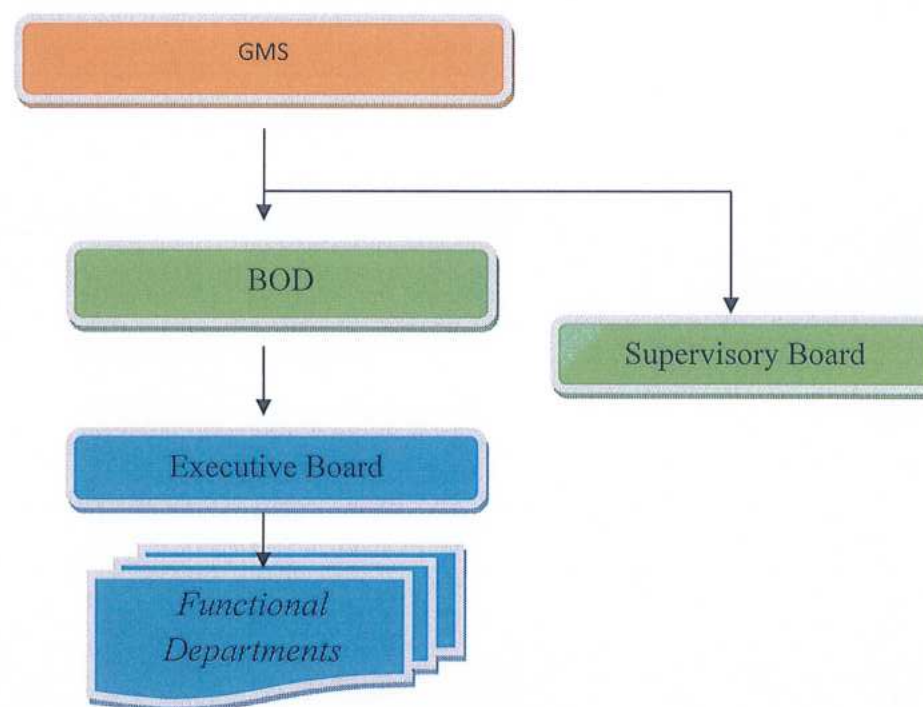 GMS
BOD
Supervisory Board
Executive Board
Functional
Departments